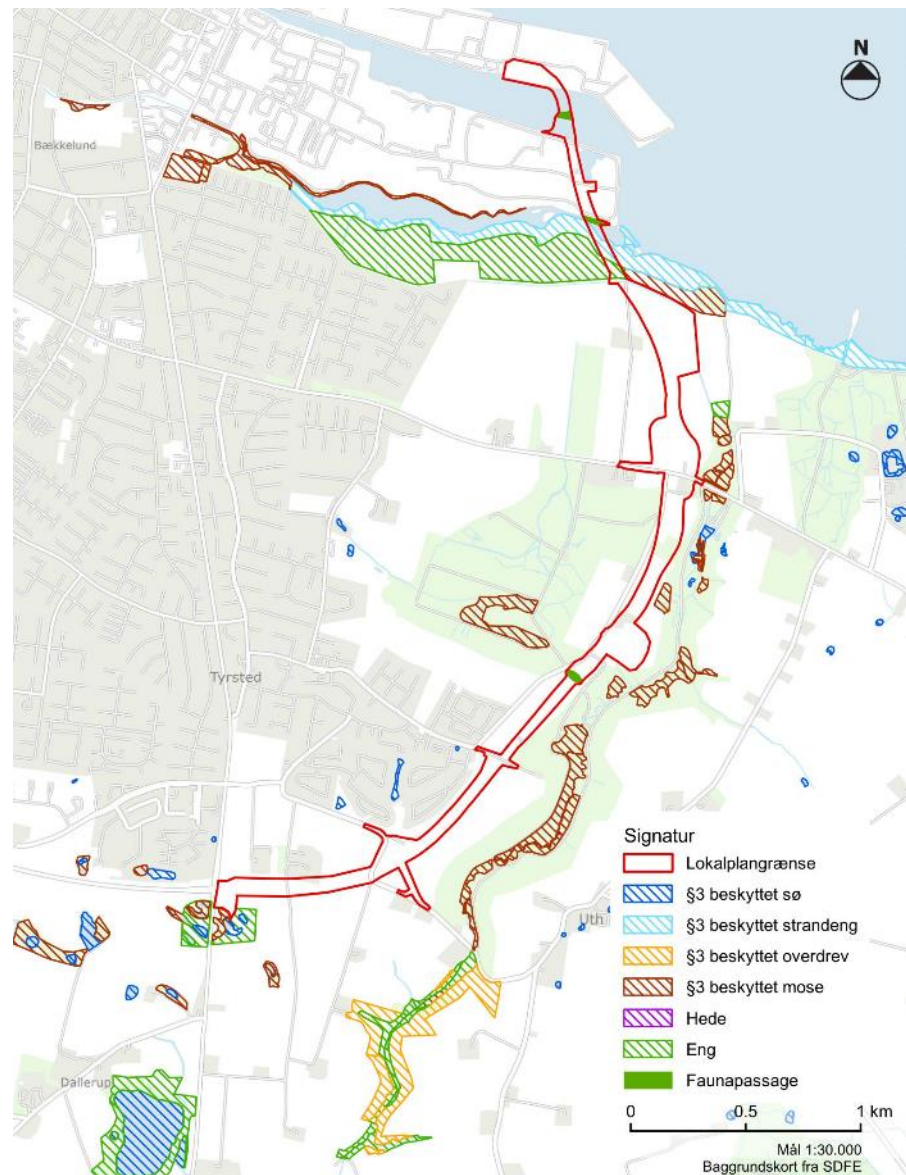 N
Bækkelund
Tyrsted
Uth
Dallerup
Signatur
Lokalplangrænse
§3 beskyttet sø
§3 beskyttet strandeng
§3 beskyttet overdrev
§3 beskyttet mose
Hede
Eng
Faunapassage
0 0.5 1 km
Mål 1:30.000
Baggrundskort fra SDFE